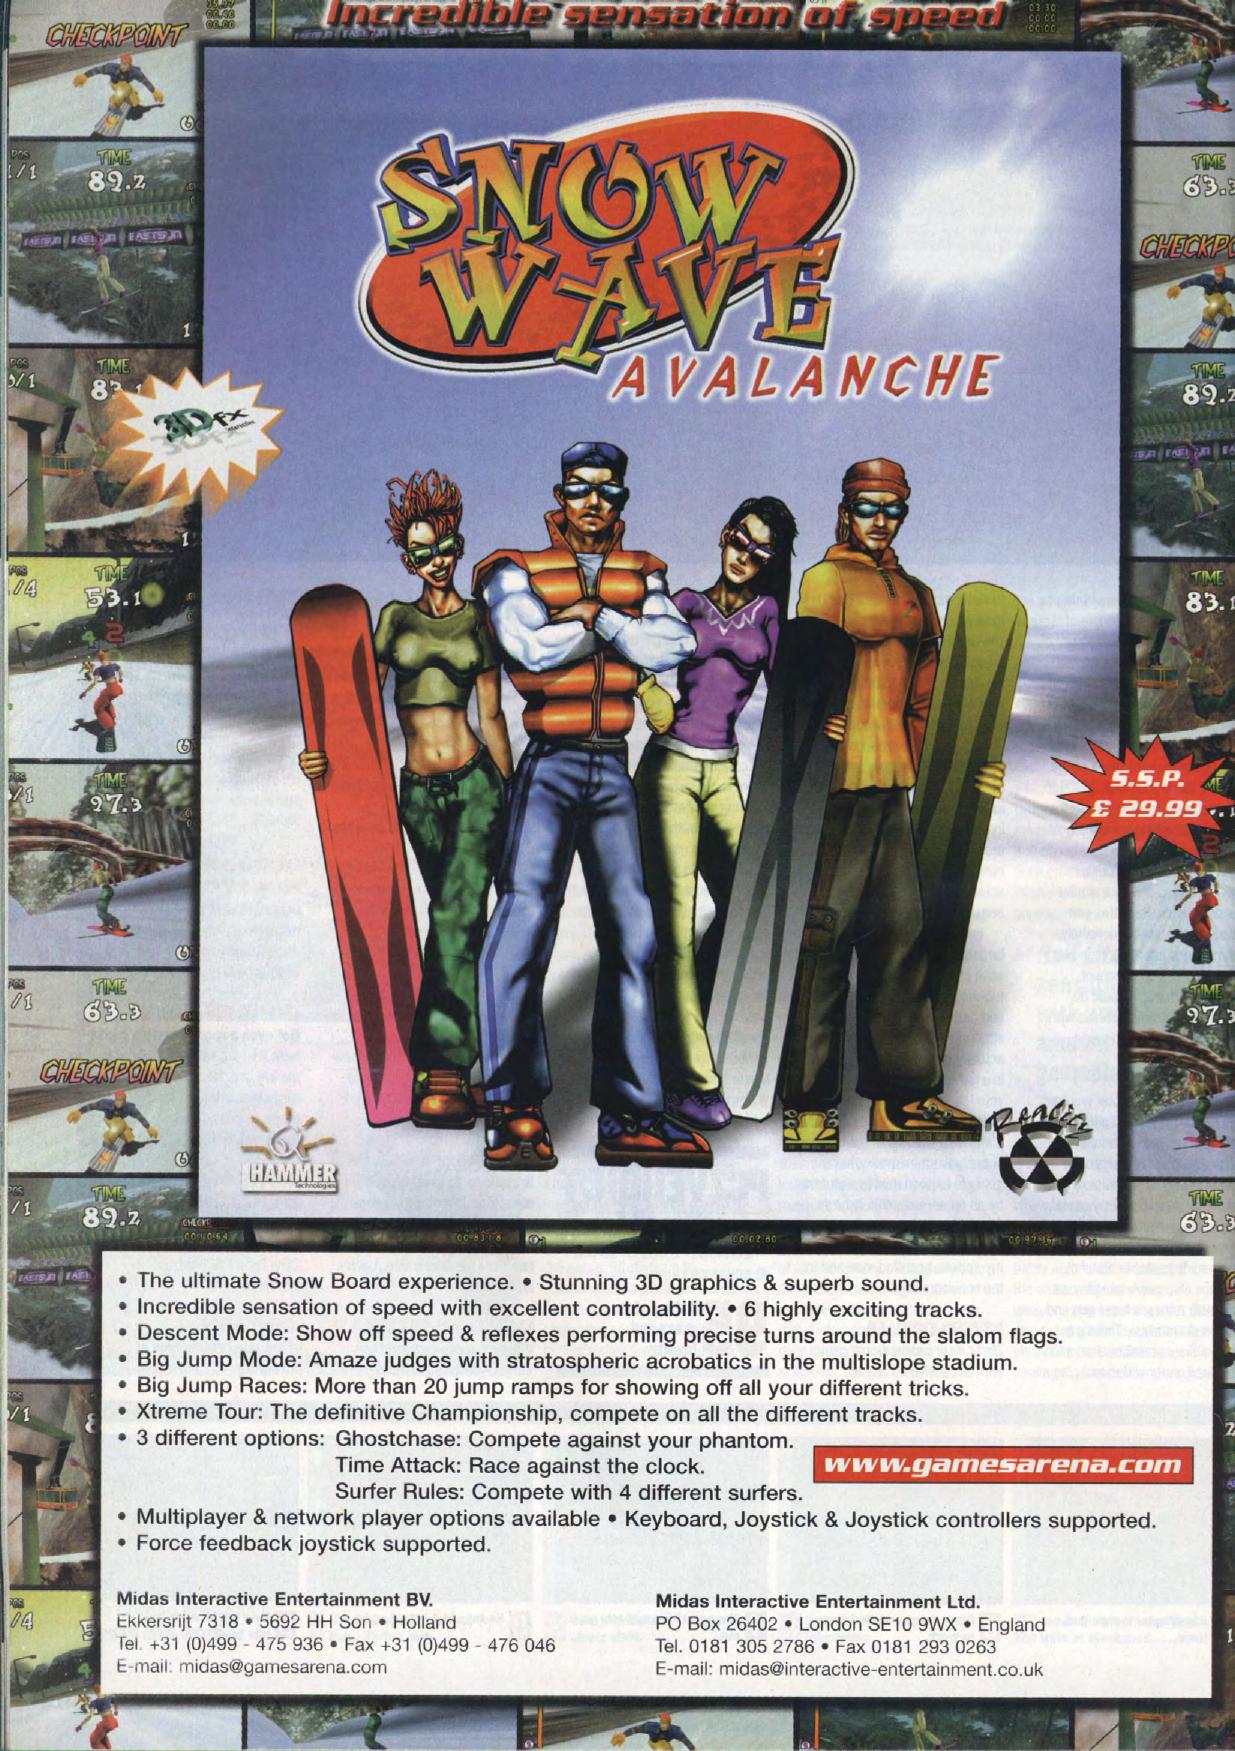 Incredible sensation of speed
CHECKPOINT
TIME
89.2
SNOW
WAVE
AVALANCHE
3Dfx
interactive
TIME
63.3
TIME
89.2
TIME
83.1
TIME
53.1
TIME
27.3
TIME
63.3
CHECKPOINT
TIME
89.2
S.S.P.
£ 29.99
HAMMER
Technologies
• The ultimate Snow Board experience. • Stunning 3D graphics & superb sound.
• Incredible sensation of speed with excellent controlability. • 6 highly exciting tracks.
• Descent Mode: Show off speed & reflexes performing precise turns around the slalom flags.
• Big Jump Mode: Amaze judges with stratospheric acrobatics in the multislope stadium.
• Big Jump Races: More than 20 jump ramps for showing off all your different tricks.
• Xtreme Tour: The definitive Championship, compete on all the different tracks.
• 3 different options: Ghostchase: Compete against your phantom.
Time Attack: Race against the clock.
Surfer Rules: Compete with 4 different surfers.
www.gamesarena.com
• Multiplayer & network player options available • Keyboard, Joystick & Joystick controllers supported.
• Force feedback joystick supported.
Midas Interactive Entertainment BV.
Ekkersrijt 7318 • 5692 HH Son • Holland
Tel. +31 (0)499 - 475 936 • Fax +31 (0)499 - 476 046
E-mail: midas@gamesarena.com
Midas Interactive Entertainment Ltd.
PO Box 26402 • London SE10 9WX • England
Tel. 0181 305 2786 • Fax 0181 293 0263
E-mail: midas@interactive-entertainment.co.uk